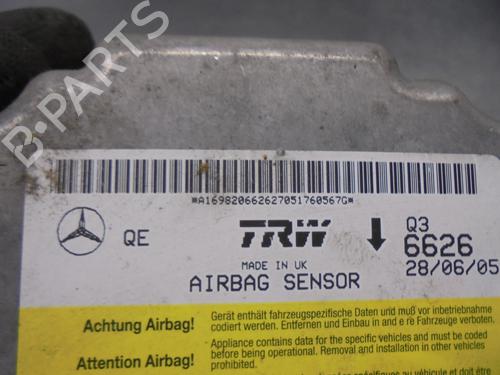 B-PARTS
*A1698206626270517605​67G*
QE
TRW
Q3
6626
MADE IN UK
28/06/05
AIRBAG SENSOR
Achtung Airbag!
Gerät enthält fahrzeugspezifische Daten und muß vor inbetriebnahme
codiert werden. Entfernen und Einbau in and e re Fahrzeuge verboten.
Attention Airbag!
Appliance contains data for the specific vehicles and must be coded
before being operational. Removal and installation in other vehicles
prohibited.